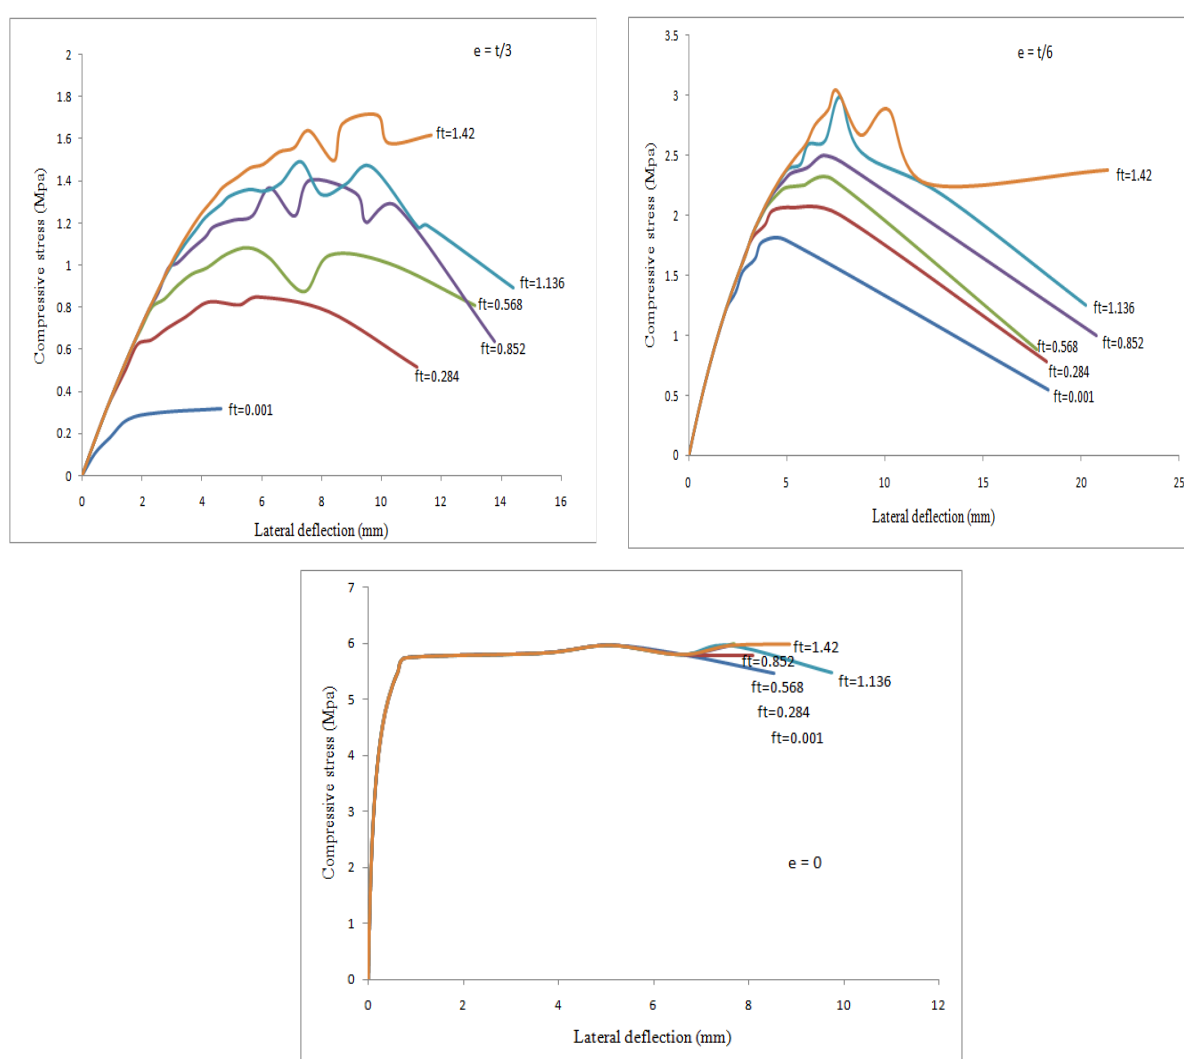 e = t/3
2
1.8
1.6
1.4
1.2
1
0.8
0.6
0.4
0.2
0
Compressive stress (Mpa)
ft=1.42
ft=1.136
ft=0.568
ft=0.852
ft=0.284
ft=0.001
0 2 4 6 8 10 12 14 16
Lateral deflection (mm)
e = t/6
3.5
3
2.5
2
1.5
1
0.5
0
Compressive stress (Mpa)
ft=1.42
ft=1.136
ft=0.852
ft=0.568
ft=0.284
ft=0.001
0 5 10 15 20 25
Lateral deflection (mm)
7
6
5
4
3
2
1
0
Compressive stress (Mpa)
ft=1.42
ft=0.852
ft=1.136
ft=0.568
ft=0.284
ft=0.001
e = 0
0 2 4 6 8 10 12
Lateral deflection (mm)